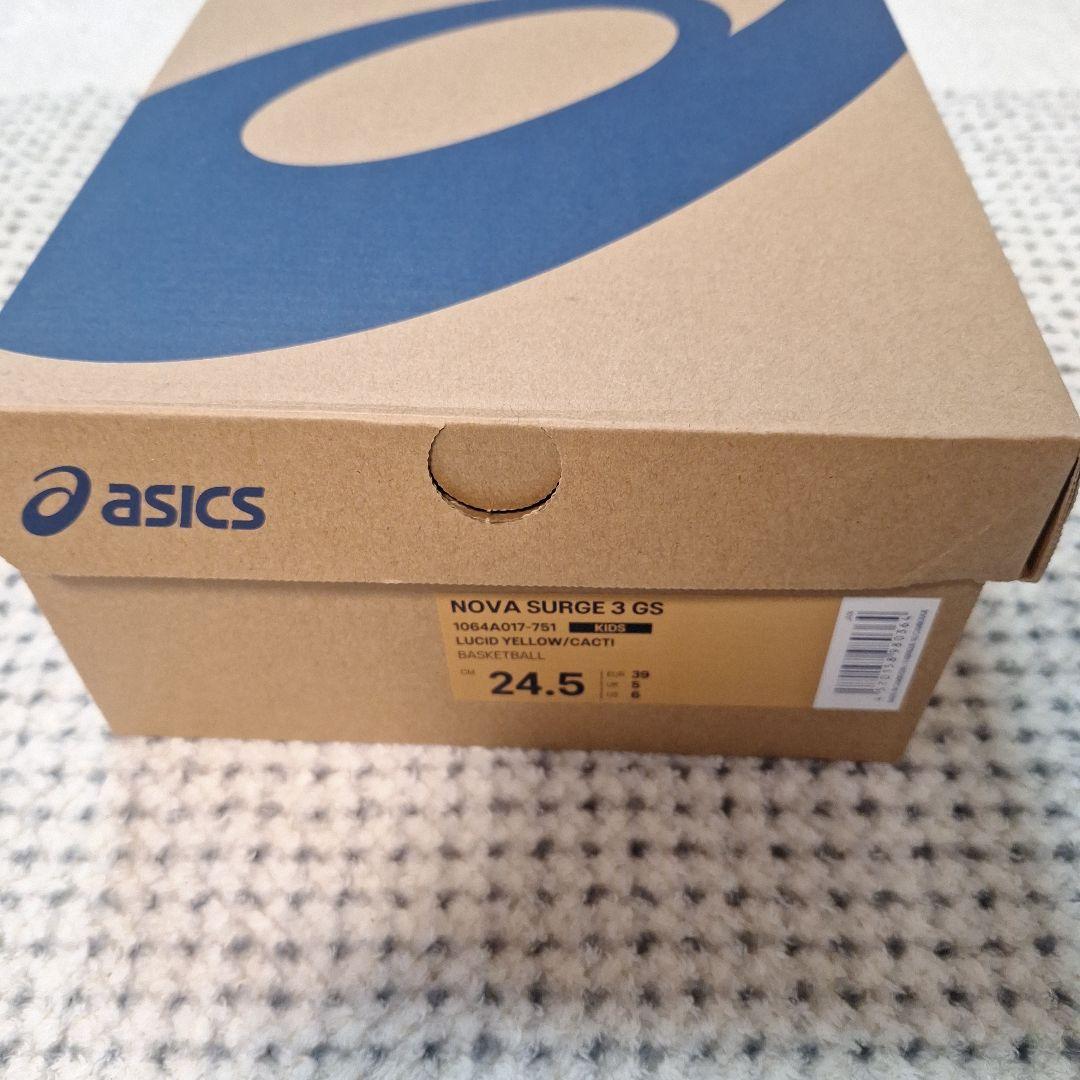 asics
NOVA SURGE 3 GS
1064A017-751 KIDS
LUCID YELLOW/CACTI
BASKETBALL
CM 24.5
EUR 39
UK 5
US 6